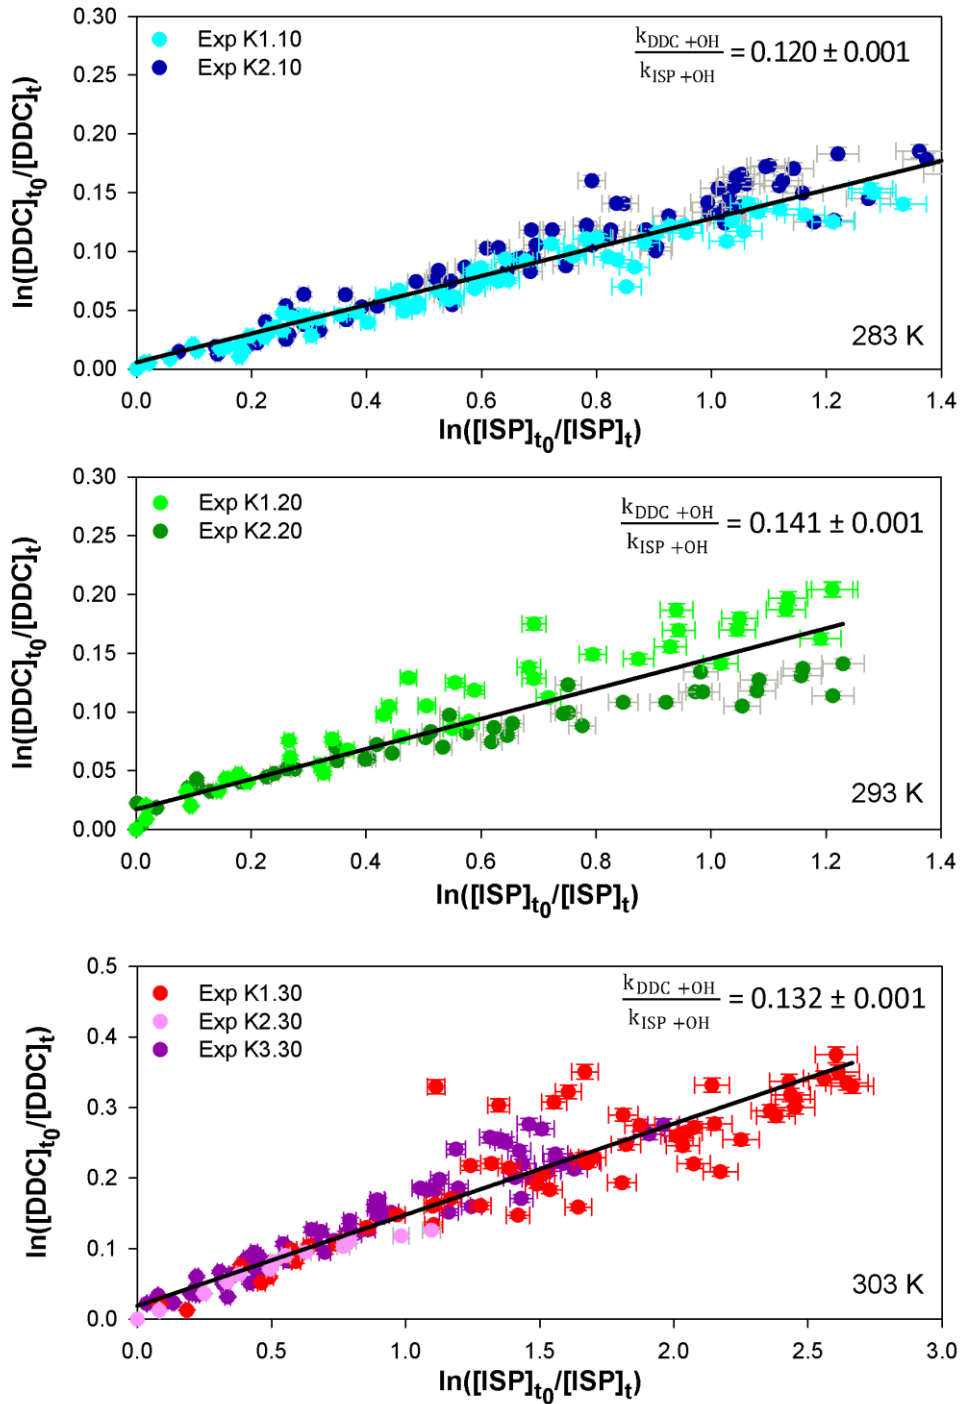 0.30
0.25
0.20
0.15
0.10
0.05
0.00
ln([DDC]t0/[DDC]t)
Exp K1.10
Exp K2.10
kDDC +OH / kISP +OH = 0.120 ± 0.001
283 K
0.0 0.2 0.4 0.6 0.8 1.0 1.2 1.4
ln([ISP]t0/[ISP]t)
0.30
0.25
0.20
0.15
0.10
0.05
0.00
ln([DDC]t0/[DDC]t)
Exp K1.20
Exp K2.20
kDDC +OH / kISP +OH = 0.141 ± 0.001
293 K
0.0 0.2 0.4 0.6 0.8 1.0 1.2 1.4
ln([ISP]t0/[ISP]t)
0.5
0.4
0.3
0.2
0.1
0.0
ln([DDC]t0/[DDC]t)
Exp K1.30
Exp K2.30
Exp K3.30
kDDC +OH / kISP +OH = 0.132 ± 0.001
303 K
0.0 0.5 1.0 1.5 2.0 2.5 3.0
ln([ISP]t0/[ISP]t)